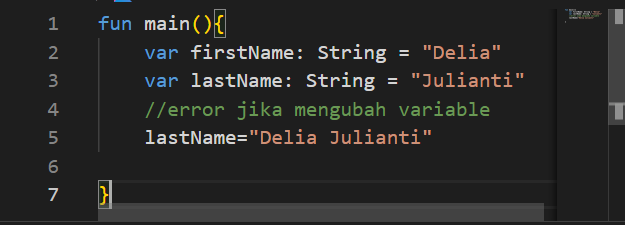 1 fun main(){
2 var firstName: String = "Delia"
3 var lastName: String = "Julianti"
4 //error jika mengubah variable
5 lastName="Delia Julianti"
6
7 }